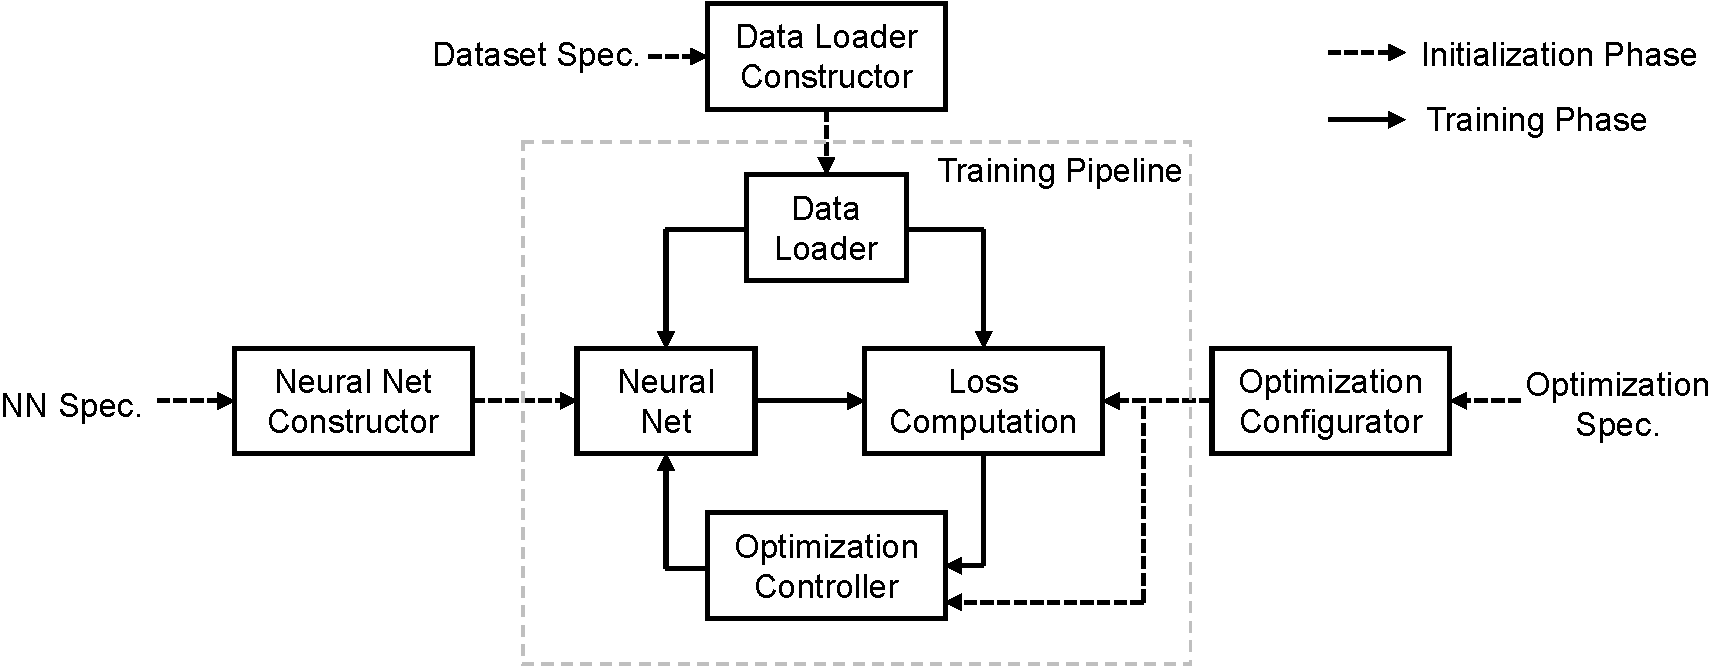 Dataset Spec.
Data Loader
Constructor
Initialization Phase
Training Phase
Training Pipeline
Data
Loader
NN Spec.
Neural Net
Constructor
Neural
Net
Loss
Computation
Optimization
Configurator
Optimization
Spec.
Optimization
Controller